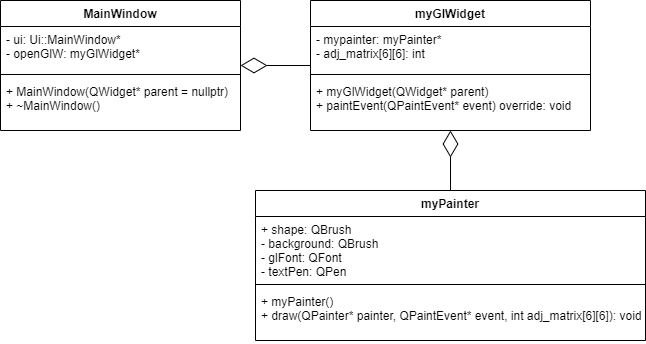 MainWindow
- ui: Ui::MainWindow*
- openGlW: myGlWidget*
+ MainWindow(QWidget* parent = nullptr)
+ ~MainWindow()
myGlWidget
- mypainter: myPainter*
- adj_matrix[6][6]: int
+ myGlWidget(QWidget* parent)
+ paintEvent(QPaintEvent* event) override: void
myPainter
+ shape: QBrush
- background: QBrush
- glFont: QFont
- textPen: QPen
+ myPainter()
+ draw(QPainter* painter, QPaintEvent* event, int adj_matrix[6][6]): void